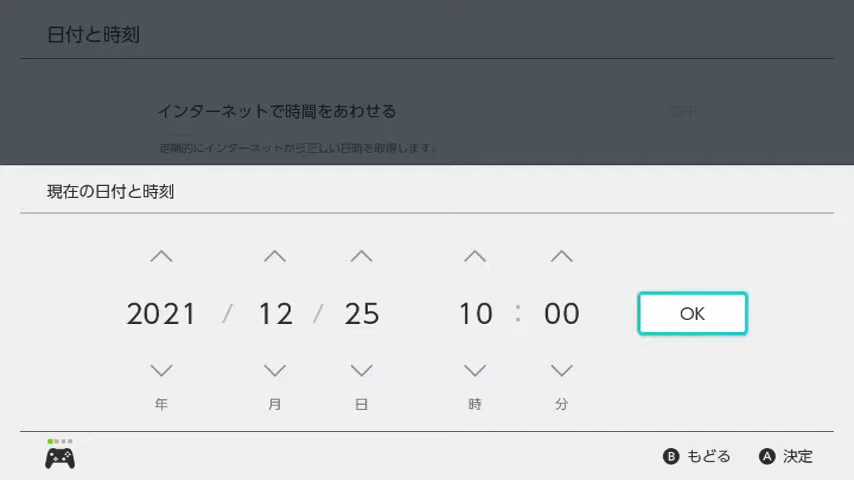 日付と時刻
インターネットで時間をあわせる
定期的にインターネットから正しい日時を取得します。
現在の日付と時刻
2021 / 12 / 25 10 : 00 OK
年 月 日 時 分
B もどる A 決定